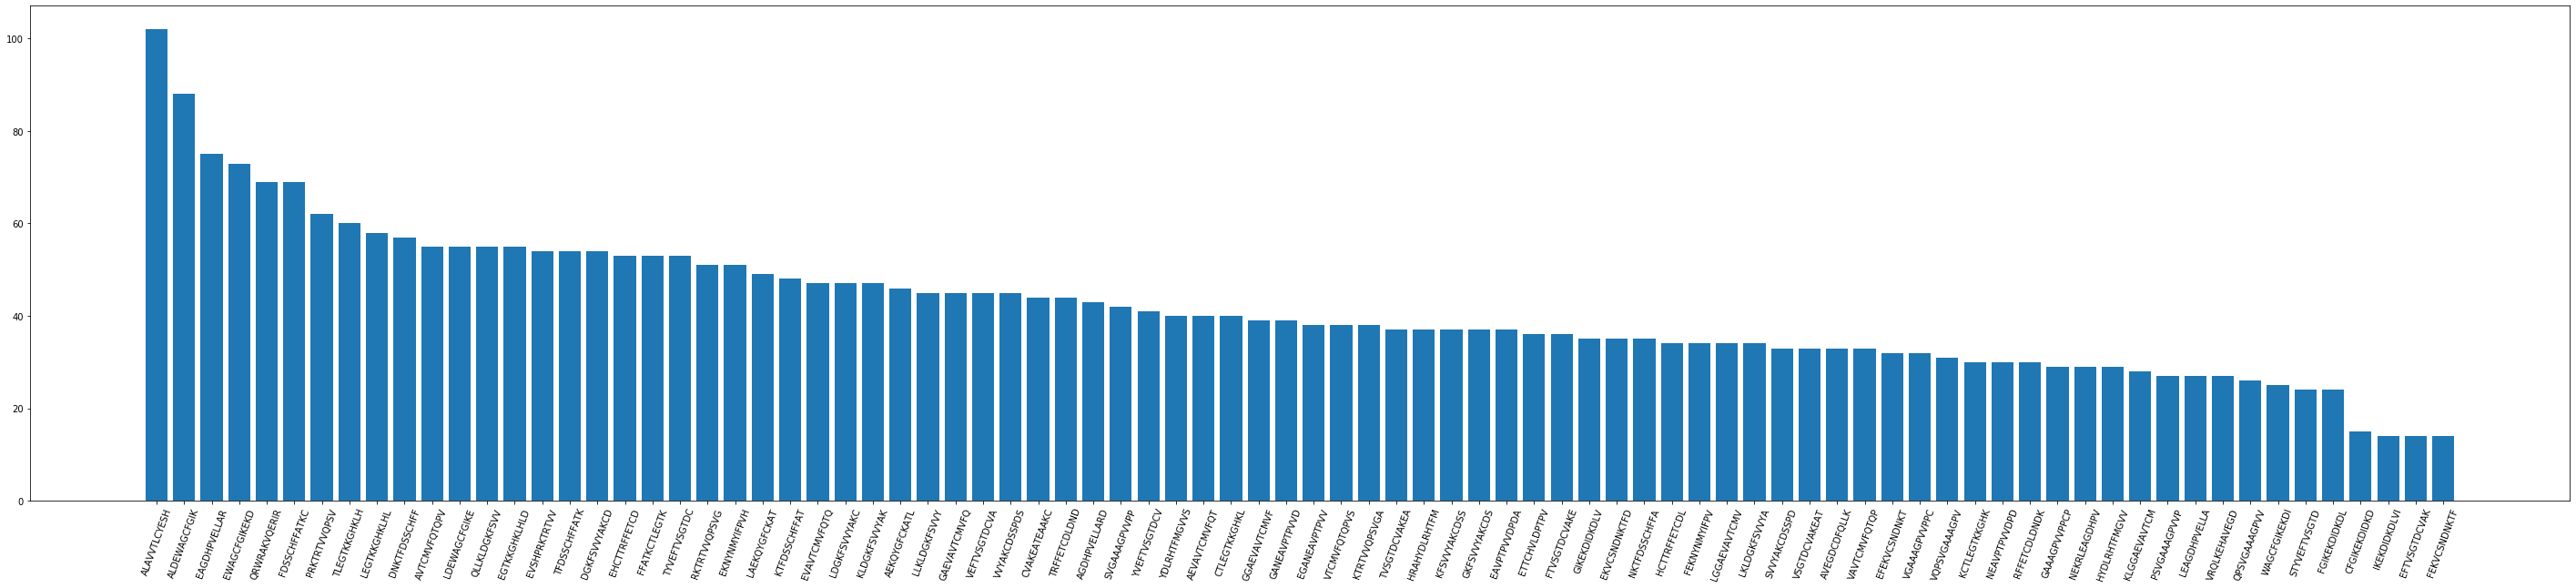 100
80
60
40
20
0
ALAVVTLCYESH
ALDEWAGCFGIK
EAGDHPVELLAR
EWAGCFGIKEKD
QRWRAKVQERIR
FDSSCHFFATKC
PRKTRTVVQPSV
TLEGTKKGHKLH
LEGTKKGHKLHL
DNKTFDSSCHFF
AVTCMVFQTQPV
LDEWAGCFGIKE
QLLKLDGKFSVV
EGTKKGHKLHLD
EVSHPRKTRTVV
TFDSSCHFFATK
DGKFSVVYAKCD
EHCTTRFFETCD
FFATKCTLEGTK
TYVEFTVSGTDC
RKTRTVVQPSVG
EKNYNMYIFPVH
LAEKQYGFCKAT
KTFDSSCHFFAT
EVAVTCMVFQTQ
LDGKFSVVYAKC
KLDGKFSVVYAK
AEKQYGFCKATL
LLKLDGKFSVVY
GAEVAVTCMVFQ
VEFTVSGTDCVA
VVYAKCDSSPDS
CVAKEATEAAKC
TRFFETCDLDND
AGDHPVELLARD
SVGAAAGPVVPP
YVEFTVSGTDCV
YDLRHTFMGVVS
AEVAVTCMVFQT
CTLEGTKKGHKL
GGAEVAVTCMVF
GANEAVPTPVVD
EGANEAVPTPVV
VTCMVFQTQPVS
KTRTVVQPSVGA
TVSGTDCVAKEA
HRAHYDLRHTFM
KFSVVYAKCDSS
GKFSVVYAKCDS
EAVPTPVVDPDA
ETTCHVLDPTPV
FTVSGTDCVAKE
GIKEKDIDKDLV
EKVCSNDNKTFD
NKTFDSSCHFFA
HCTTRFFETCDL
FEKNYNMYIFPV
LGGAEVAVTCMV
LKLDGKFSVVYA
SVVYAKCDSSPD
VSGTDCVAKEAT
AVEGDCDFQLLK
VAVTCMVFQTQP
EFEKVCSNDNKT
VGAAAGPVVPPC
VQPSVGAAAGPV
KCTLEGTKKGHK
NEAVPTPVVDPD
RFFETCDLDNDK
GAAAGPVVPPCP
NEKRLEAGDHPV
HYDLRHTFMGVV
KLGGAEVAVTCM
PSVGAAAGPVVP
LEAGDHPVELLA
VRQLKEHAVEGD
QPSVGAAAGPVV
WAGCFGIKEKDI
STYVEFTVSGTD
FGIKEKDIDKDL
CFGIKEKDIDKD
IKEKDIDKDLVI
EFTVSGTDCVAK
FEKVCSNDNKTF